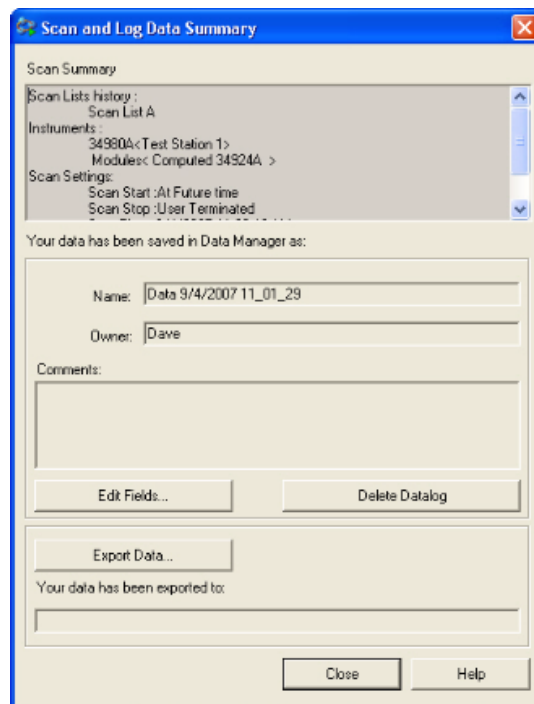 Scan and Log Data Summary
Scan Summary
Scan Lists history :
Scan List A
Instruments :
34980A<Test Station 1>
Modules< Computed 34924A >
Scan Settings:
Scan Start :At Future time
Scan Stop :User Terminated
Your data has been saved in Data Manager as:
Name: Data 9/4/2007 11_01_29
Owner: Dave
Comments:
Edit Fields... Delete Datalog
Export Data...
Your data has been exported to:
Close Help